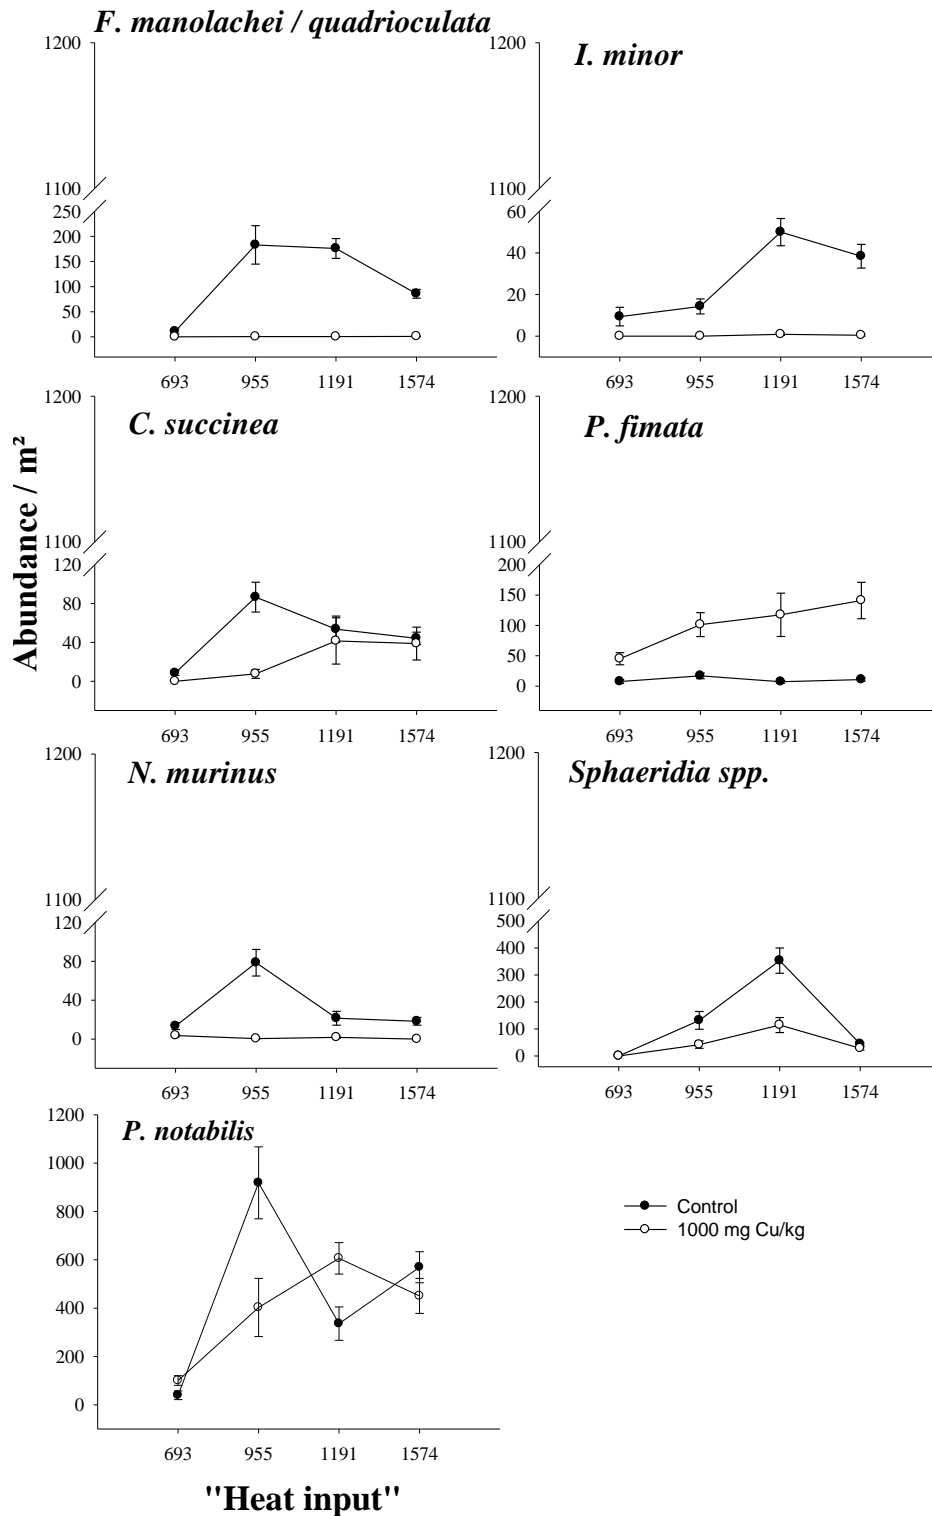 F. manolachei / quadrioculata
1200
1100
250
200
150
100
50
0
693 955 1191 1574
I. minor
1200
1100
60
40
20
0
693 955 1191 1574
Abundance / m²
C. succinea
1200
1100
120
80
40
0
693 955 1191 1574
P. fimata
1200
1100
200
150
100
50
0
693 955 1191 1574
N. murinus
1200
1100
120
80
40
0
693 955 1191 1574
Sphaeridia spp.
1200
1100
500
400
300
200
100
0
693 955 1191 1574
P. notabilis
1200
1000
800
600
400
200
0
693 955 1191 1574
Control
1000 mg Cu/kg
"Heat input"